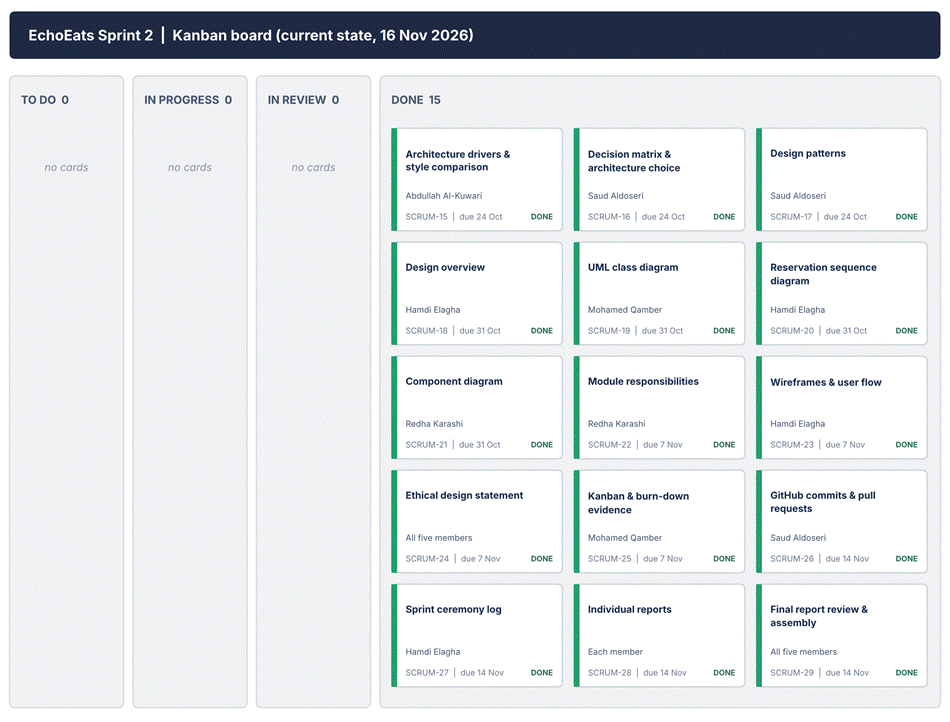 EchoEats Sprint 2 | Kanban board (current state, 16 Nov 2026)
TO DO 0
no cards
IN PROGRESS 0
no cards
IN REVIEW 0
no cards
DONE 15
Architecture drivers &
style comparison
Abdullah Al-Kuwari
SCRUM-15 | due 24 Oct DONE
Decision matrix &
architecture choice
Saud Aldoseri
SCRUM-16 | due 24 Oct DONE
Design patterns
Saud Aldoseri
SCRUM-17 | due 24 Oct DONE
Design overview
Hamdi Elagha
SCRUM-18 | due 31 Oct DONE
UML class diagram
Mohamed Qamber
SCRUM-19 | due 31 Oct DONE
Reservation sequence
diagram
Hamdi Elagha
SCRUM-20 | due 31 Oct DONE
Component diagram
Redha Karashi
SCRUM-21 | due 31 Oct DONE
Module responsibilities
Redha Karashi
SCRUM-22 | due 7 Nov DONE
Wireframes & user flow
Hamdi Elagha
SCRUM-23 | due 7 Nov DONE
Ethical design statement
All five members
SCRUM-24 | due 7 Nov DONE
Kanban & burn-down
evidence
Mohamed Qamber
SCRUM-25 | due 7 Nov DONE
GitHub commits & pull
requests
Saud Aldoseri
SCRUM-26 | due 14 Nov DONE
Sprint ceremony log
Hamdi Elagha
SCRUM-27 | due 14 Nov DONE
Individual reports
Each member
SCRUM-28 | due 14 Nov DONE
Final report review &
assembly
All five members
SCRUM-29 | due 14 Nov DONE